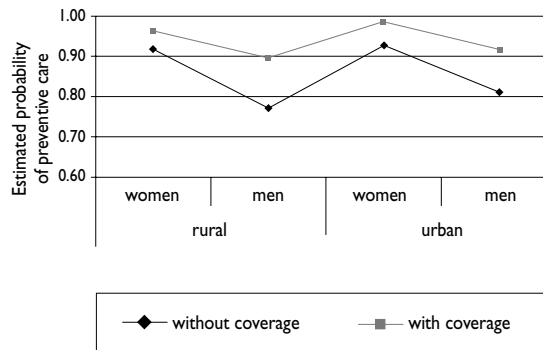 Estimated probability
of preventive care
1.00
0.90
0.80
0.70
0.60
women men women men
rural urban
without coverage with coverage